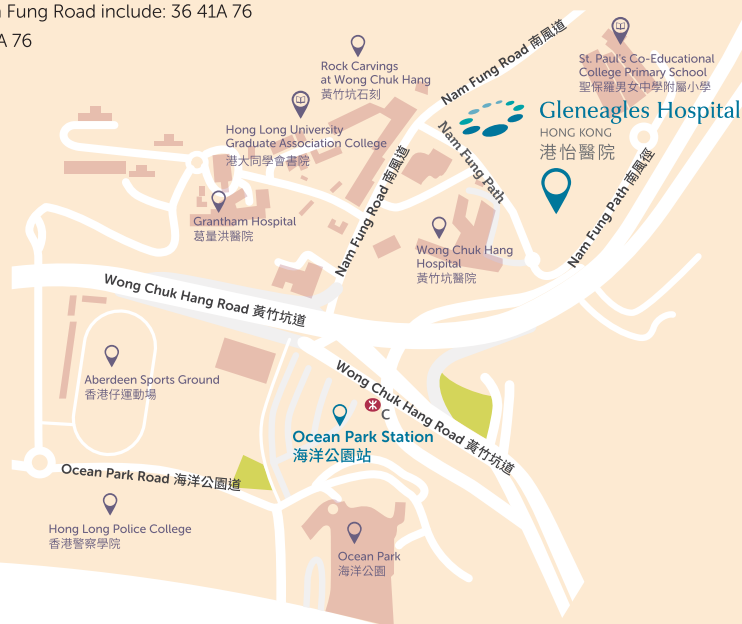 Fung Road include: 36 41A 76
A 76
Nam Fung Road 南風道
Rock Carvings
at Wong Chuk Hang
黃竹坑石刻
St. Paul's Co-Educational
College Primary School
聖保羅男女中學附屬小學
Gleneagles Hospital
HONG KONG
港怡醫院
Hong Long University
Graduate Association College
港大同學會書院
Nam Fung Path
Nam Fung Road 南風道
Nam Fung Path 南風徑
Grantham Hospital
葛量洪醫院
Wong Chuk Hang
Hospital
黃竹坑醫院
Wong Chuk Hang Road 黃竹坑道
Aberdeen Sports Ground
香港仔運動場
Wong Chuk Hang Road 黃竹坑道
C
Ocean Park Station
海洋公園站
Ocean Park Road 海洋公園道
Hong Long Police College
香港警察學院
Ocean Park
海洋公園